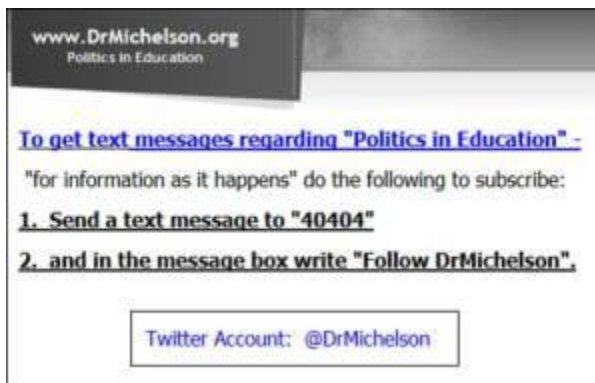 www.DrMichelson.org
Politics in Education
To get text messages regarding "Politics in Education" -
"for information as it happens" do the following to subscribe:
1. Send a text message to "40404"
2. and in the message box write "Follow DrMichelson".
Twitter Account: @DrMichelson